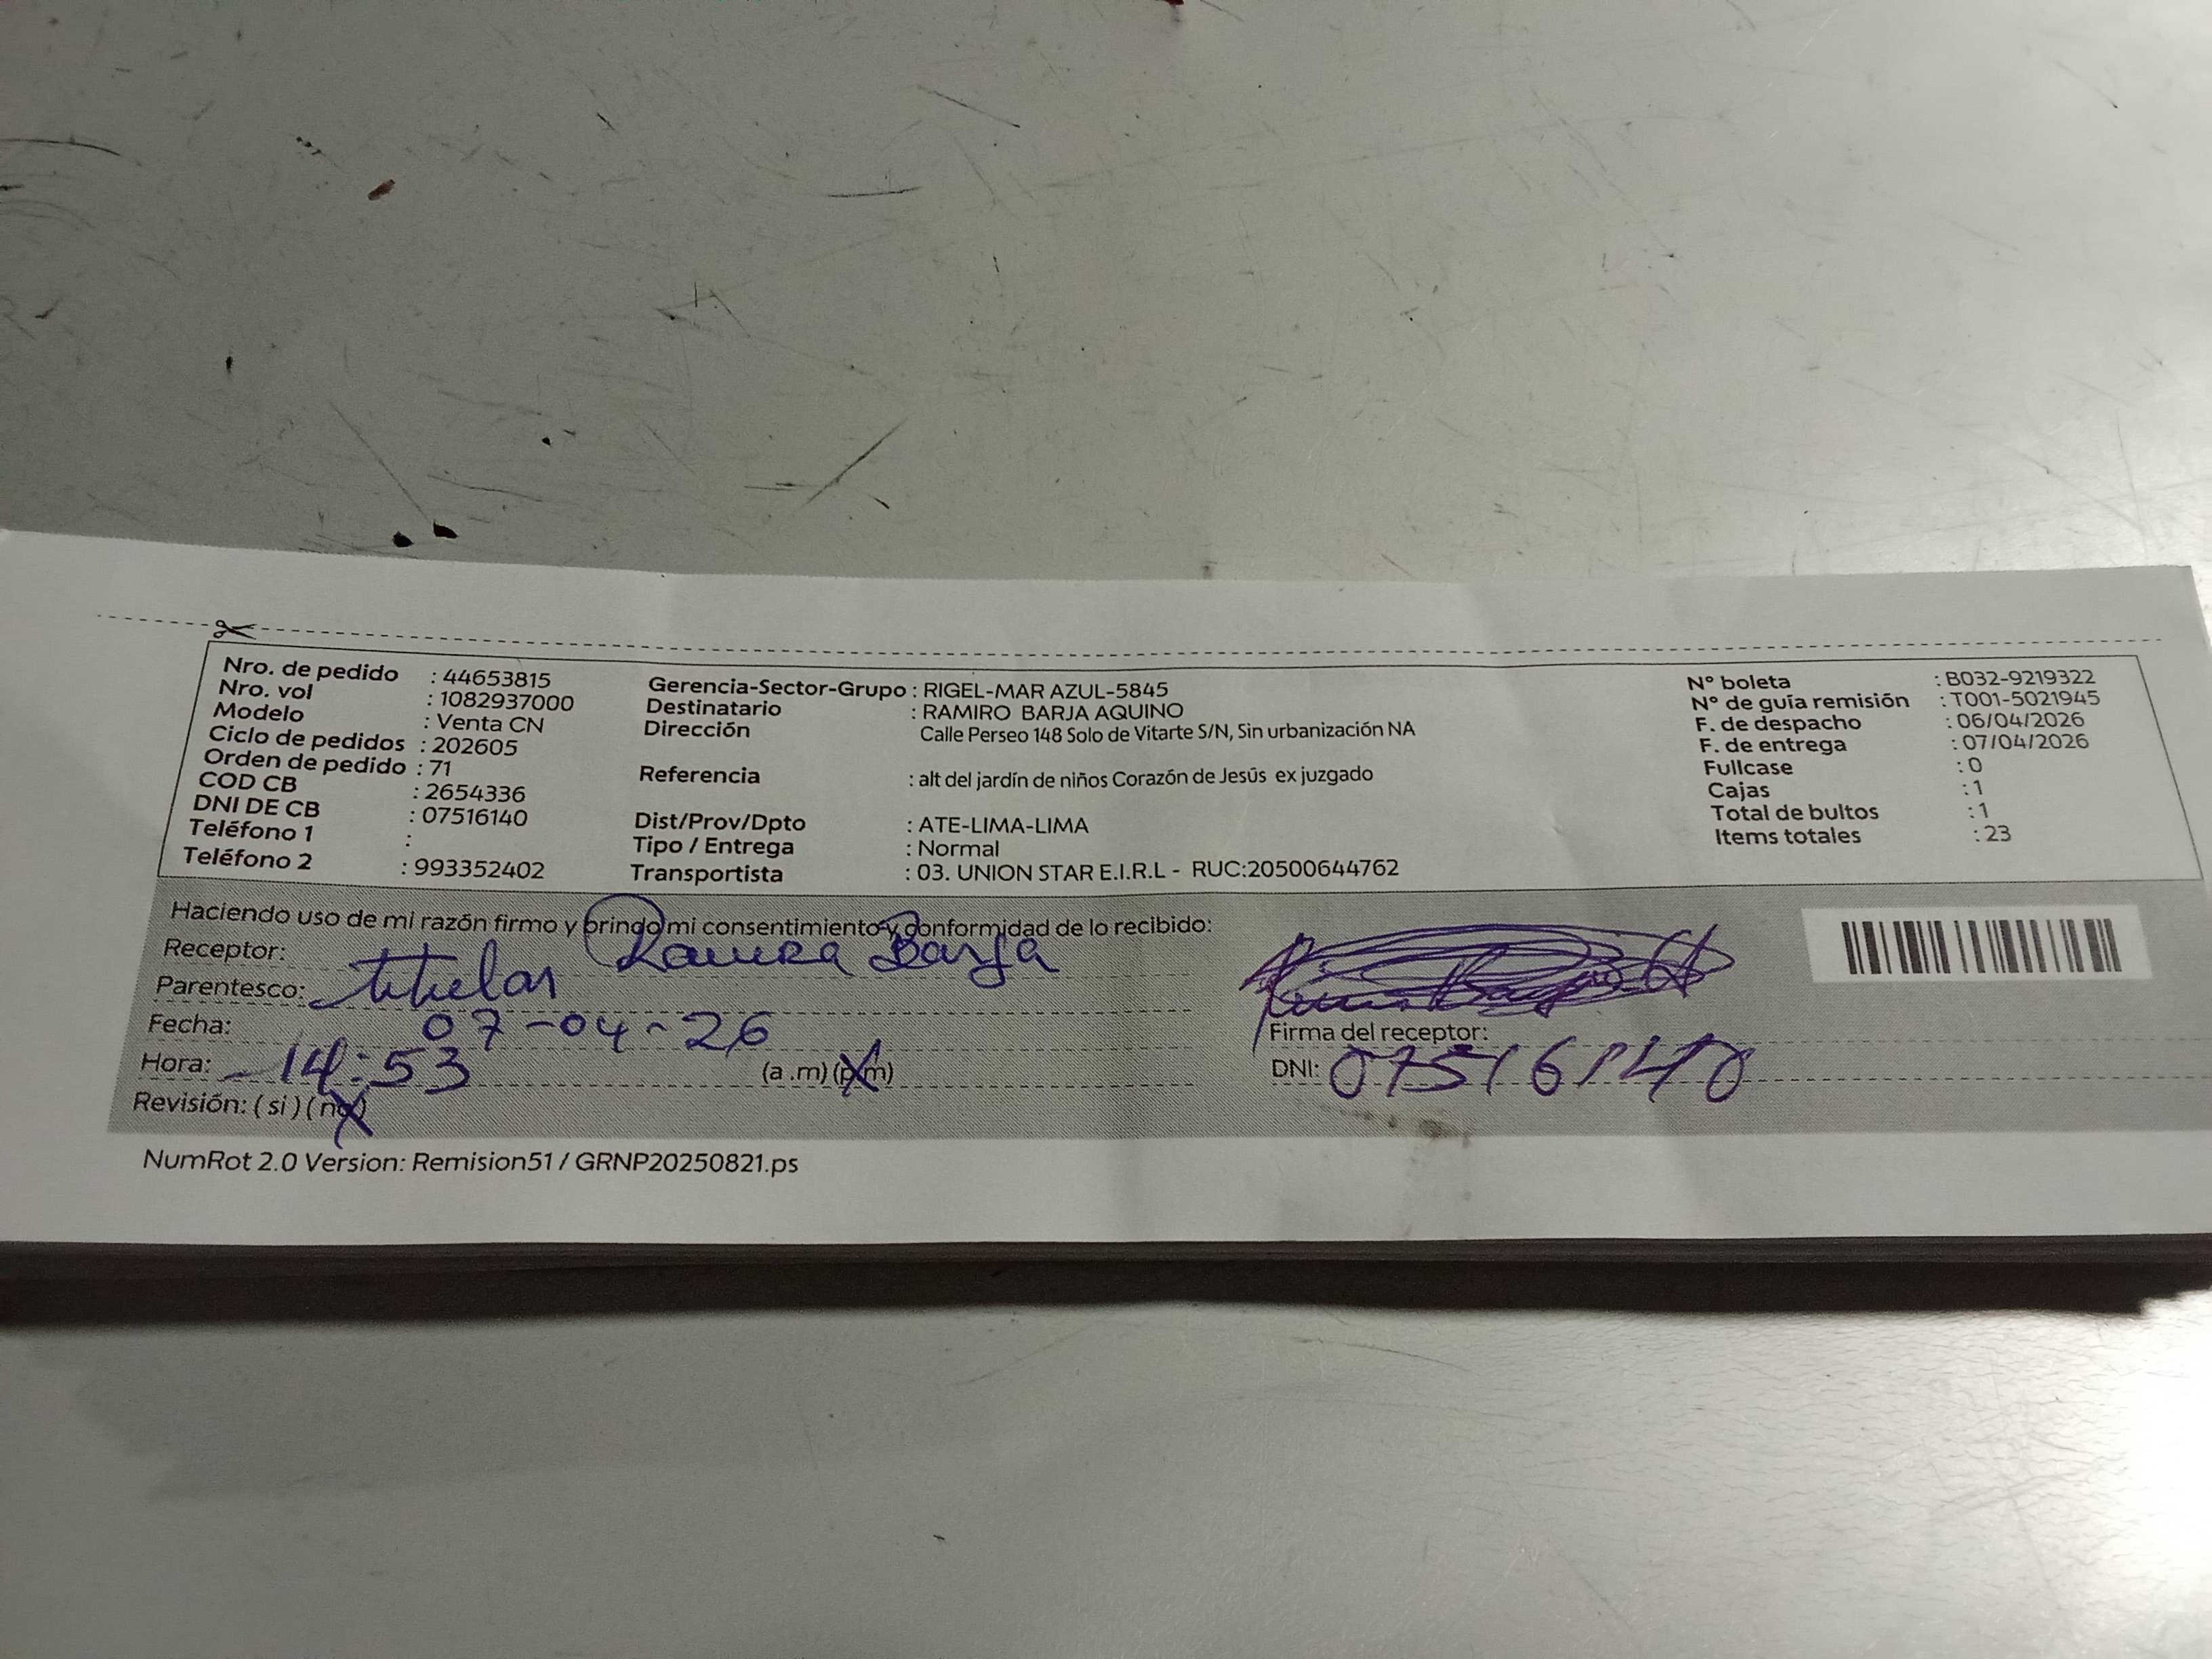 Nro. de pedido : 44653815
Nro. vol : 1082937000
Modelo : Venta CN
Ciclo de pedidos : 202605
Orden de pedido : 71
COD CB : 2654336
DNI DE CB : 07516140
Teléfono 1 :
Teléfono 2 : 993352402
Gerencia-Sector-Grupo : RIGEL-MAR AZUL-5845
Destinatario : RAMIRO BARJA AQUINO
Dirección Calle Perseo 148 Solo de Vitarte S/N, Sin urbanización NA
Referencia : alt del jardín de niños Corazón de Jesús ex juzgado
Dist/Prov/Dpto : ATE-LIMA-LIMA
Tipo / Entrega : Normal
Transportista : 03. UNION STAR E.I.R.L - RUC:20500644762
N° boleta : B032-9219322
N° de guía remisión : T001-5021945
F. de despacho : 06/04/2026
F. de entrega : 07/04/2026
Fullcase : 0
Cajas : 1
Total de bultos : 1
Items totales : 23
Haciendo uso de mi razón firmo y brindo mi consentimiento y conformidad de lo recibido:
Receptor: Barja
Parentesco: titular
Fecha: 07-04-26
Hora: 14:53 (a .m) (p.m)
Revisión: ( si ) ( no )
Firma del receptor:
DNI: 07516140
NumRot 2.0 Version: Remision51 / GRNP20250821.ps